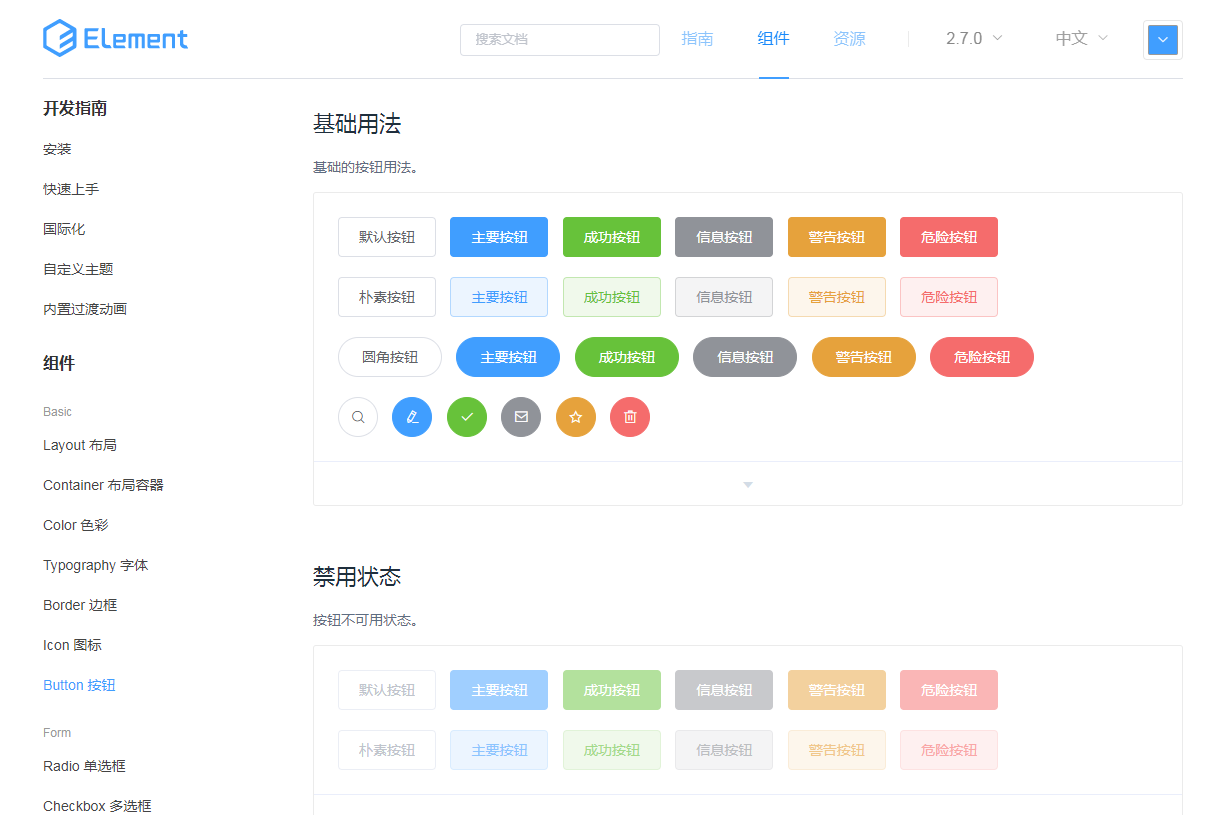 Element
搜索文档
指南
组件
资源
2.7.0
中文
开发指南
安装
快速上手
国际化
自定义主题
内置过渡动画
组件
Basic
Layout 布局
Container 布局容器
Color 色彩
Typography 字体
Border 边框
Icon 图标
Button 按钮
Form
Radio 单选框
Checkbox 多选框
基础用法
基础的按钮用法。
默认按钮 主要按钮 成功按钮 信息按钮 警告按钮 危险按钮
朴素按钮 主要按钮 成功按钮 信息按钮 警告按钮 危险按钮
圆角按钮 主要按钮 成功按钮 信息按钮 警告按钮 危险按钮
禁用状态
按钮不可用状态。
默认按钮 主要按钮 成功按钮 信息按钮 警告按钮 危险按钮
朴素按钮 主要按钮 成功按钮 信息按钮 警告按钮 危险按钮